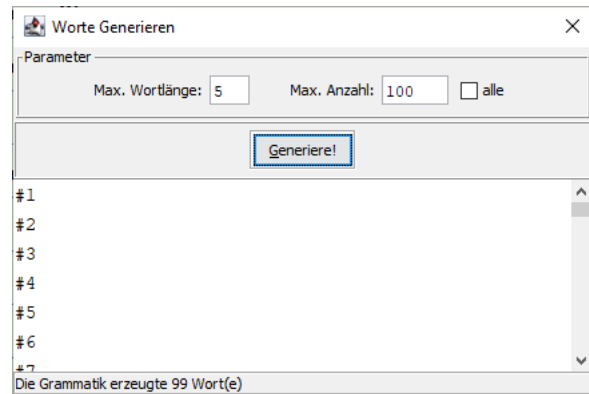 Worte Generieren
Parameter
Max. Wortlänge: 5 Max. Anzahl: 100 alle
Generiere!
#1
#2
#3
#4
#5
#6
#7
Die Grammatik erzeugte 99 Wort(e)